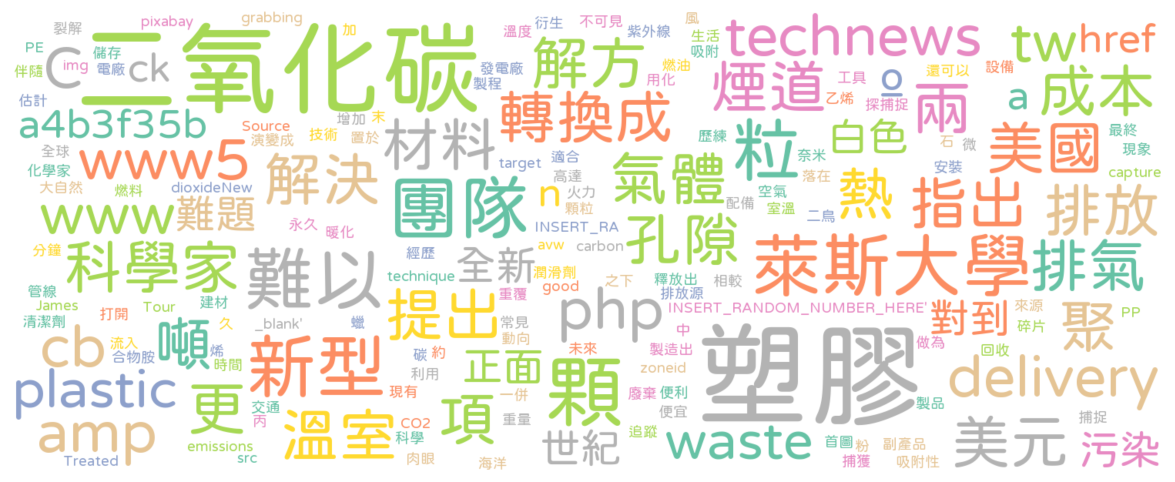 裂解 pixabay grabbing 加 溫度 衍生 不可見 紫外線 風 生活 吸附 technews tw href
PE img 儲存 電廠 伴隨 C 二氧化碳 ck 發電廠 製程 解方 燃油 用化 煙道 工具 乙烯 探捕捉 o 還可以 設備 a 成本
估計 a4b3f35b Source 演變成 技術 增加 置於 末 材料 轉換成 歷練 粒 奈米 落在 白色 兩 石 微 美國 最終 現象
全球 化學家 www5 解決 target 適合 高達 火力 顆粒 氣體 空氣 室溫 配備 二鳥 熱 安裝 指出 capture
大自然 燃料 dioxideNew www 難題 永久 暖化 團隊 n INSERT_RA avw carbon 孔隙 排放
分鐘 科學家 難以 經歷 technique 全新 潤滑劑 good 重覆 之下 釋放出 排放源 相較 萊斯大學 排氣
管線 James Tour 清潔劑 打開 建材 久 _blank' 蠟 提出 常見 動向 php INSERT_RANDOM_NUMBER_HERE' 中 製造出 對到 來源 碎片 做為 聚 PP
cb 流入 合物胺 噸 烯 時間 新型 碳 約 利用 正面 未來 一併 zoneid 塑膠 回收
plastic 更 交通 丙 現有 溫室 CO2 科學 項 重量 顆 廢棄 便利 便宜 追蹤 製品 delivery
amp Treated emissions src 肉眼 海洋 世紀 waste 首圖 粉 捕獲 副產品 吸附性 美元 捕捉 污染